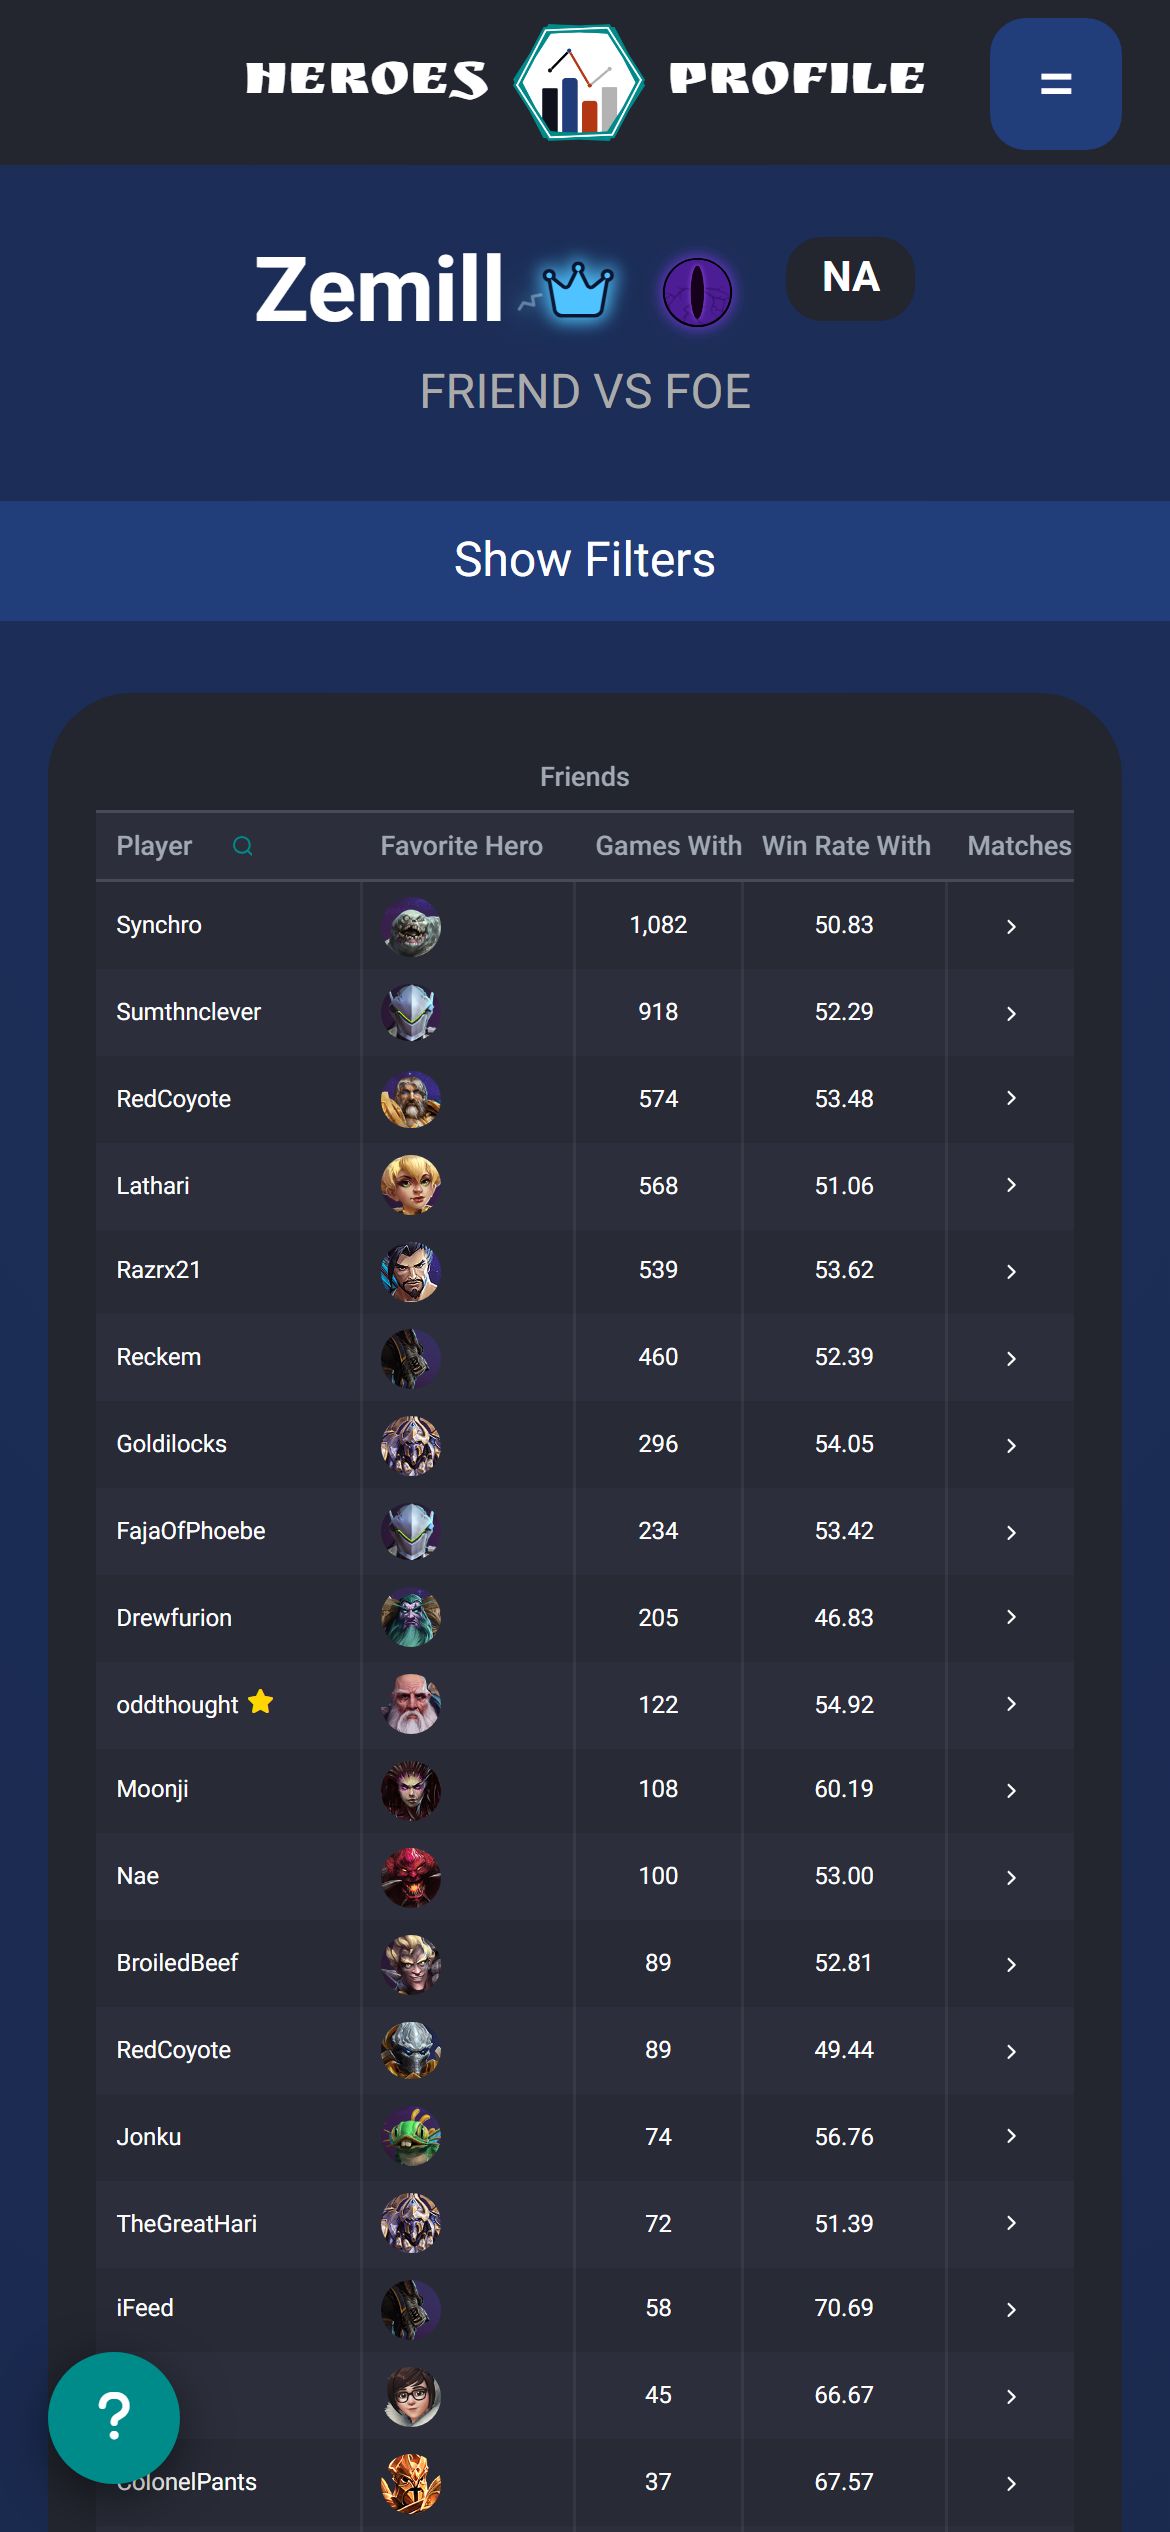 HEROES PROFILE
Zemill NA
FRIEND VS FOE
Show Filters
Friends
Player Favorite Hero Games With Win Rate With Matches
Synchro 1,082 50.83
Sumthnclever 918 52.29
RedCoyote 574 53.48
Lathari 568 51.06
Razrx21 539 53.62
Reckem 460 52.39
Goldilocks 296 54.05
FajaOfPhoebe 234 53.42
Drewfurion 205 46.83
oddthought 122 54.92
Moonji 108 60.19
Nae 100 53.00
BroiledBeef 89 52.81
RedCoyote 89 49.44
Jonku 74 56.76
TheGreatHari 72 51.39
iFeed 58 70.69
45 66.67
ColonelPants 37 67.57
?